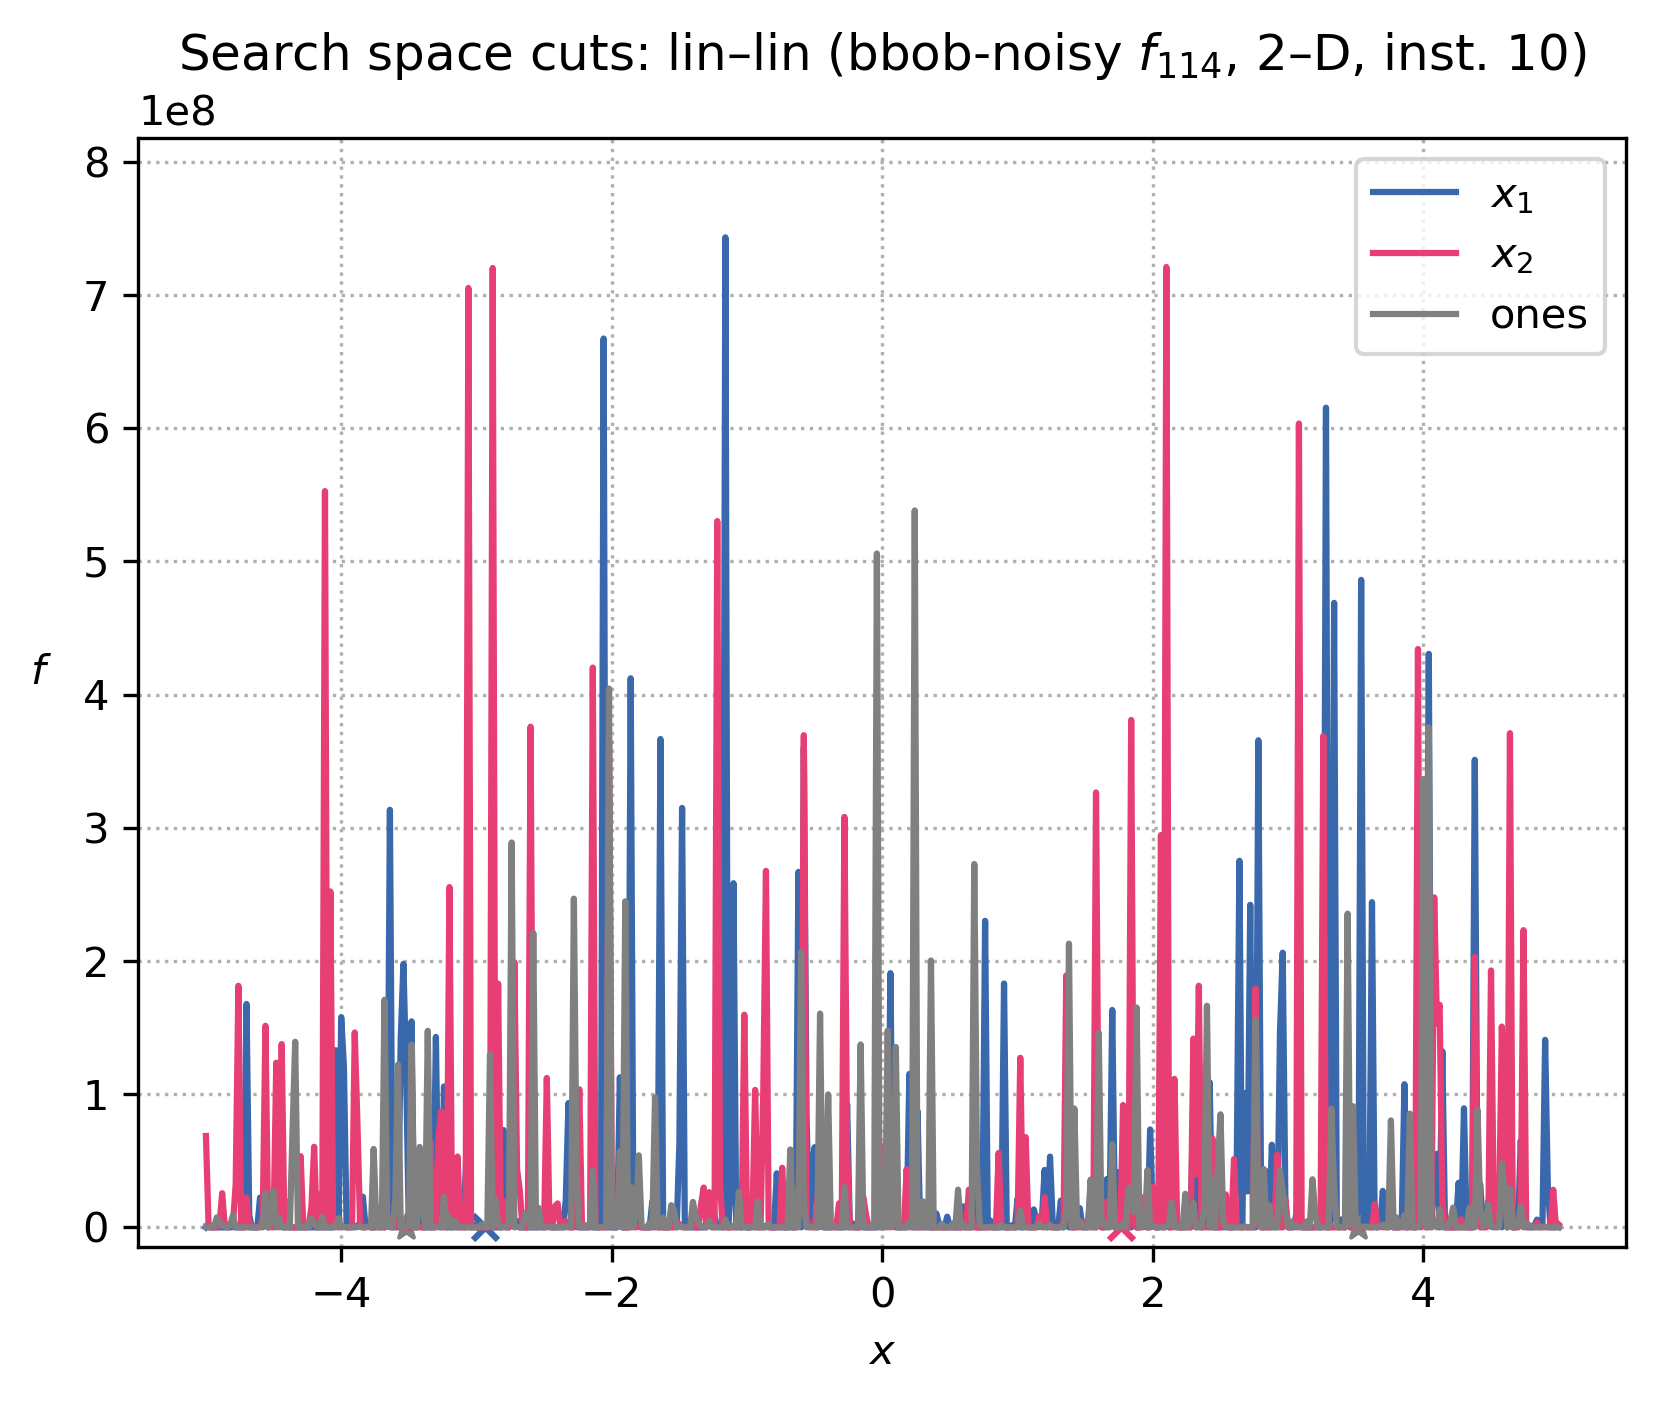 Search space cuts: lin–lin (bbob-noisy f₁₁₄, 2–D, inst. 10)
1e8
8
7
6
5
4
3
2
1
0
f
−4
−2
0
2
4
x
x₁
x₂
ones